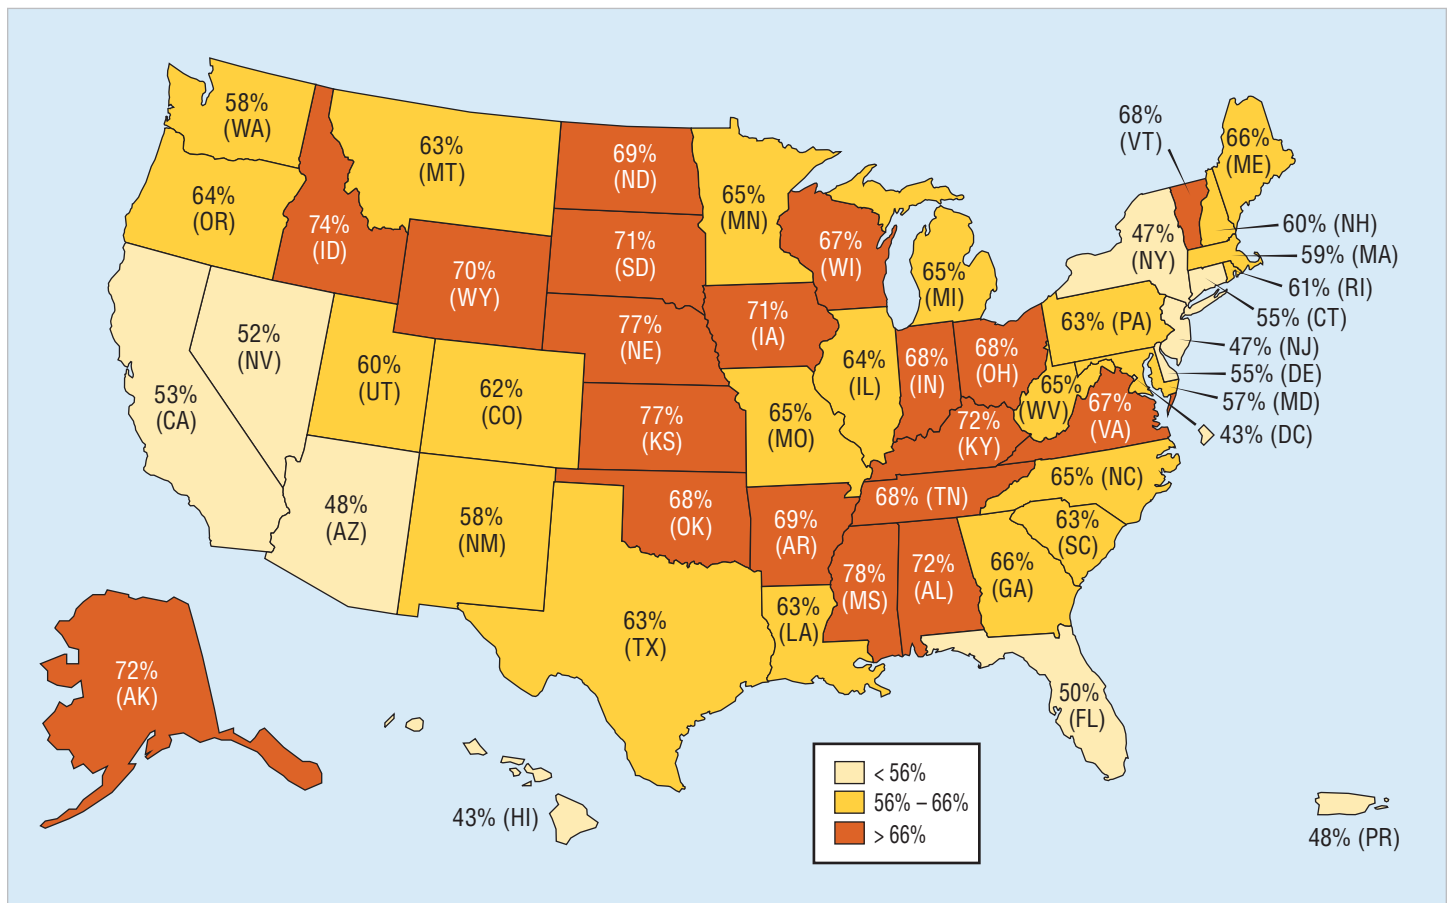 58%
(WA)
63%
(MT)
69%
(ND)
68%
(VT)
66%
(ME)
64%
(OR)
74%
(ID)
65%
(MN)
71%
(SD)
67%
(WI)
47%
(NY)
60% (NH)
59% (MA)
61% (RI)
55% (CT)
47% (NJ)
55% (DE)
57% (MD)
43% (DC)
70%
(WY)
65%
(MI)
52%
(NV)
77%
(NE)
71%
(IA)
63% (PA)
53%
(CA)
60%
(UT)
62%
(CO)
64%
(IL)
68%
(IN)
68%
(OH)
65%
(WV)
67%
(VA)
77%
(KS)
65%
(MO)
72%
(KY)
48%
(AZ)
58%
(NM)
68%
(OK)
69%
(AR)
68% (TN)
65% (NC)
63%
(SC)
78%
(MS)
72%
(AL)
66%
(GA)
63%
(TX)
63%
(LA)
50%
(FL)
72%
(AK)
43% (HI)
48% (PR)
< 56%
56% – 66%
> 66%